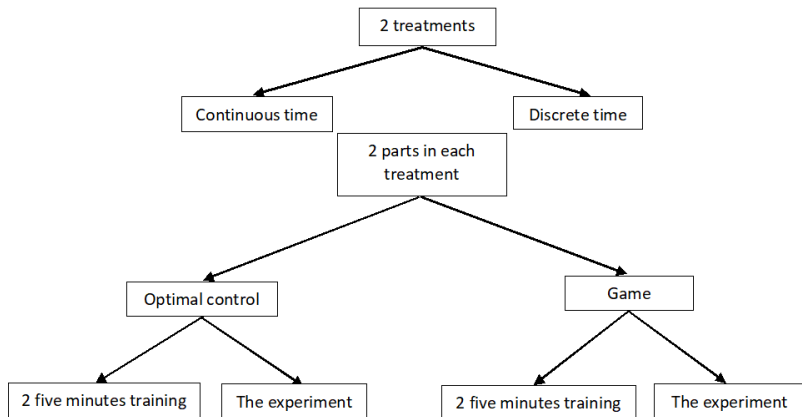 2 treatments
Continuous time
Discrete time
2 parts in each
treatment
Optimal control
Game
2 five minutes training
The experiment
2 five minutes training
The experiment